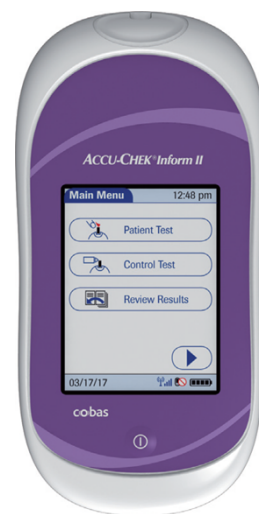 ACCU-CHEK® Inform II
Main Menu 12:48 pm
Patient Test
Control Test
Review Results
03/17/17
cobas